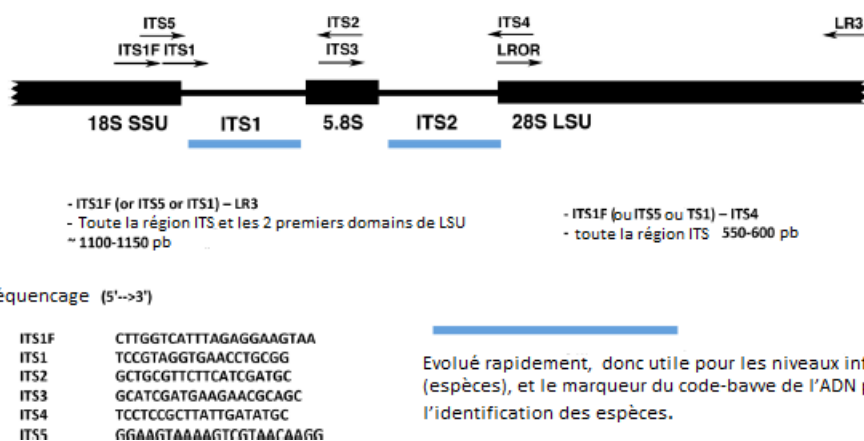 ITS5 ITS2 ITS4 LR3
ITS1F ITS1 ITS3 LROR
18S SSU ITS1 5.8S ITS2 28S LSU
- ITS1F (or ITS5 or ITS1) – LR3
- Toute la région ITS et les 2 premiers domains de LSU
~ 1100-1150 pb
- ITS1F (ou ITS5 ou TS1) – ITS4
- toute la région ITS 550-600 pb
équencage (5'-->3')
ITS1F CTTGGTCATTTAGAGGAAGTAA
ITS1 TCCGTAGGTGAACCTGCGG
ITS2 GCTGCGTTCTTCATCGATGC
ITS3 GCATCGATGAAGAACGCAGC
ITS4 TCCTCCGCTTATTGATATGC
ITS5 GGAAGTAAAAGTCGTAACAAGG
Evolué rapidement, donc utile pour les niveaux
(espèces), et le marqueur du code-bavve de l'ADN
l'identification des espèces.